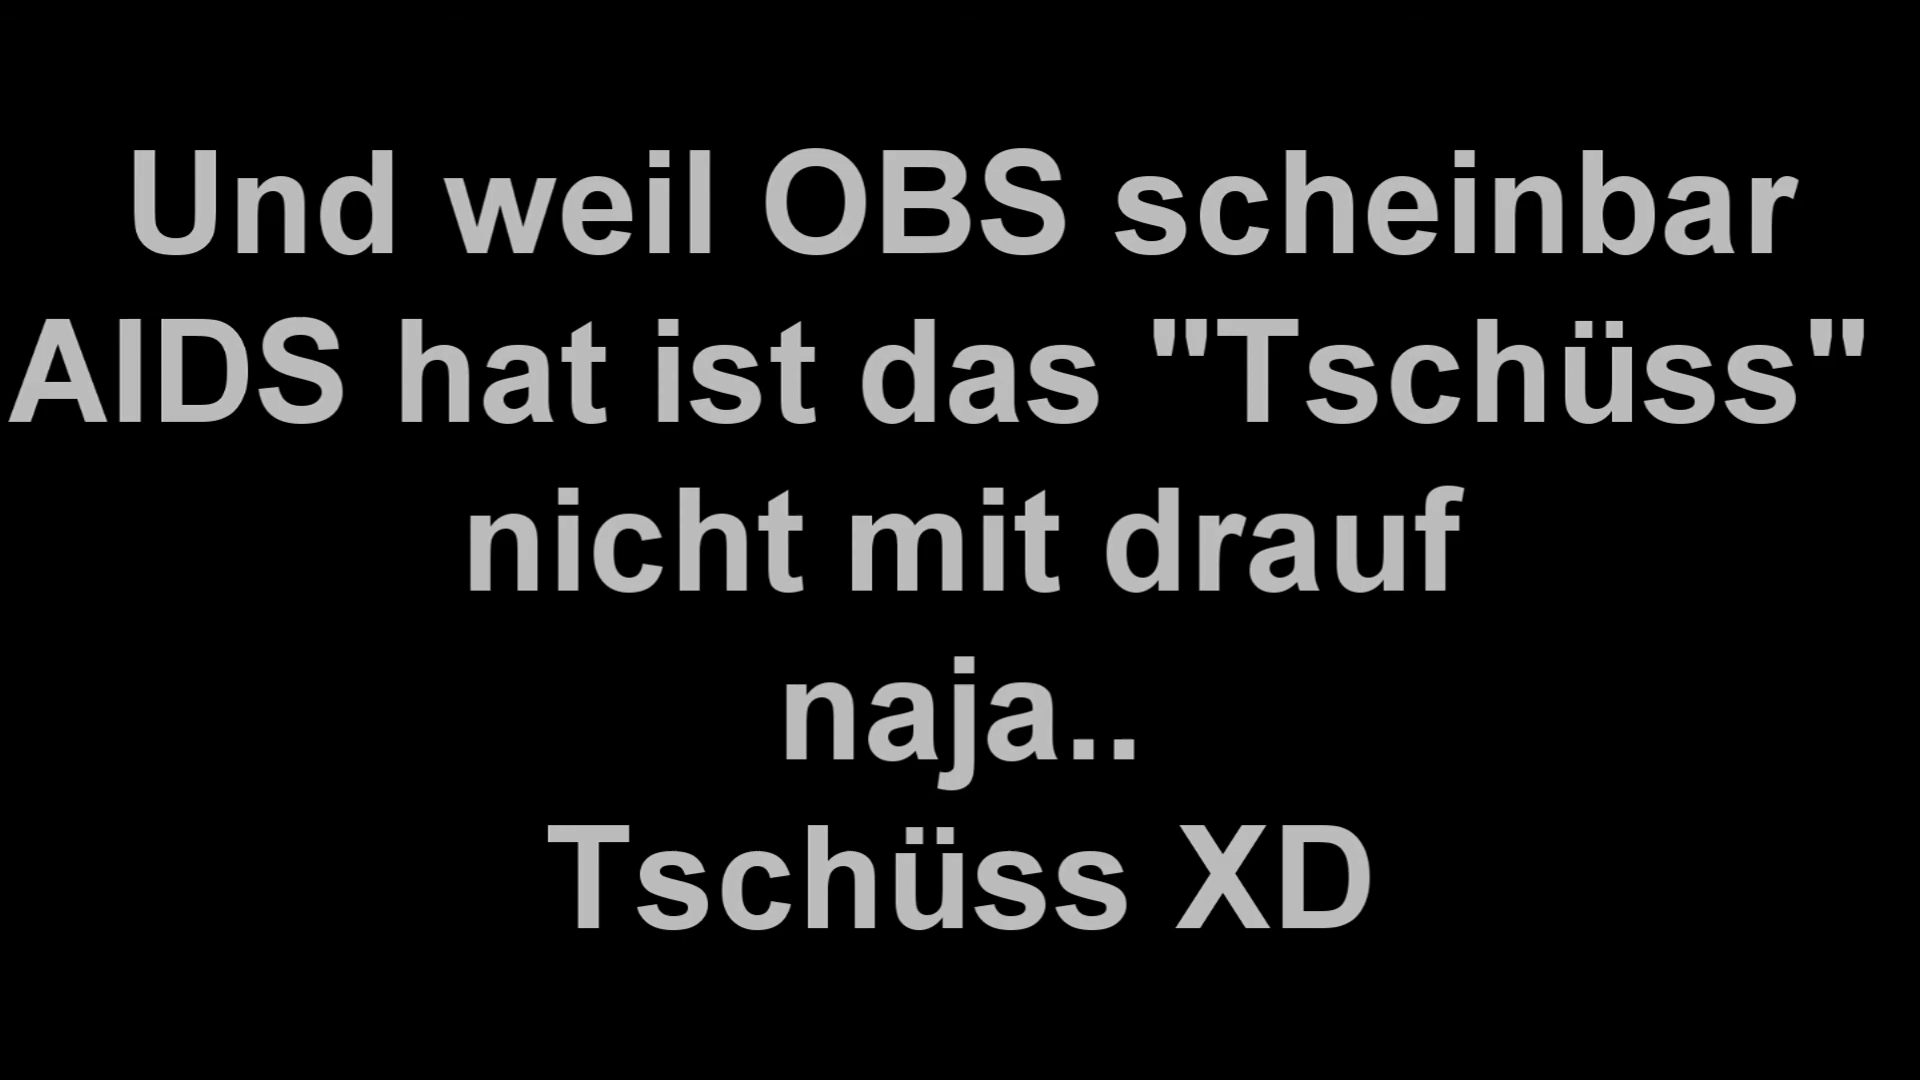 Und weil OBS scheinbar
AIDS hat ist das "Tschüss"
nicht mit drauf
naja..
Tschüss XD